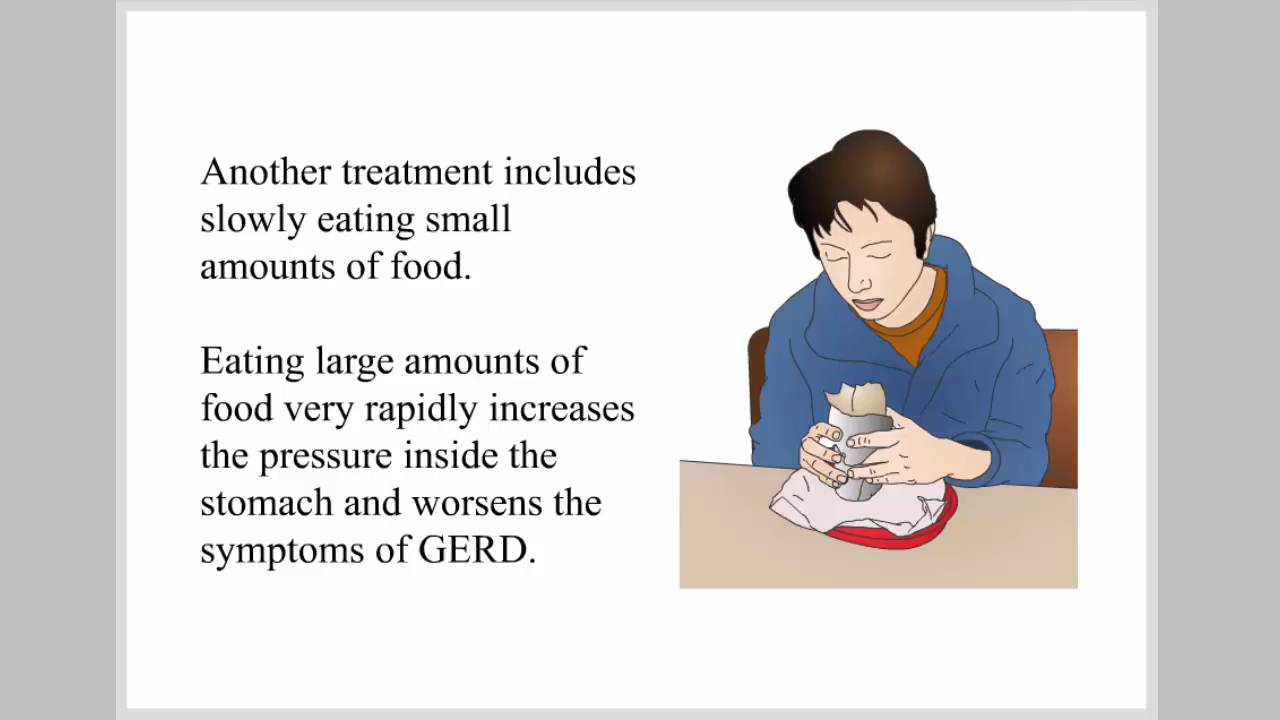 Another treatment includes
slowly eating small
amounts of food.
Eating large amounts of
food very rapidly increases
the pressure inside the
stomach and worsens the
symptoms of GERD.